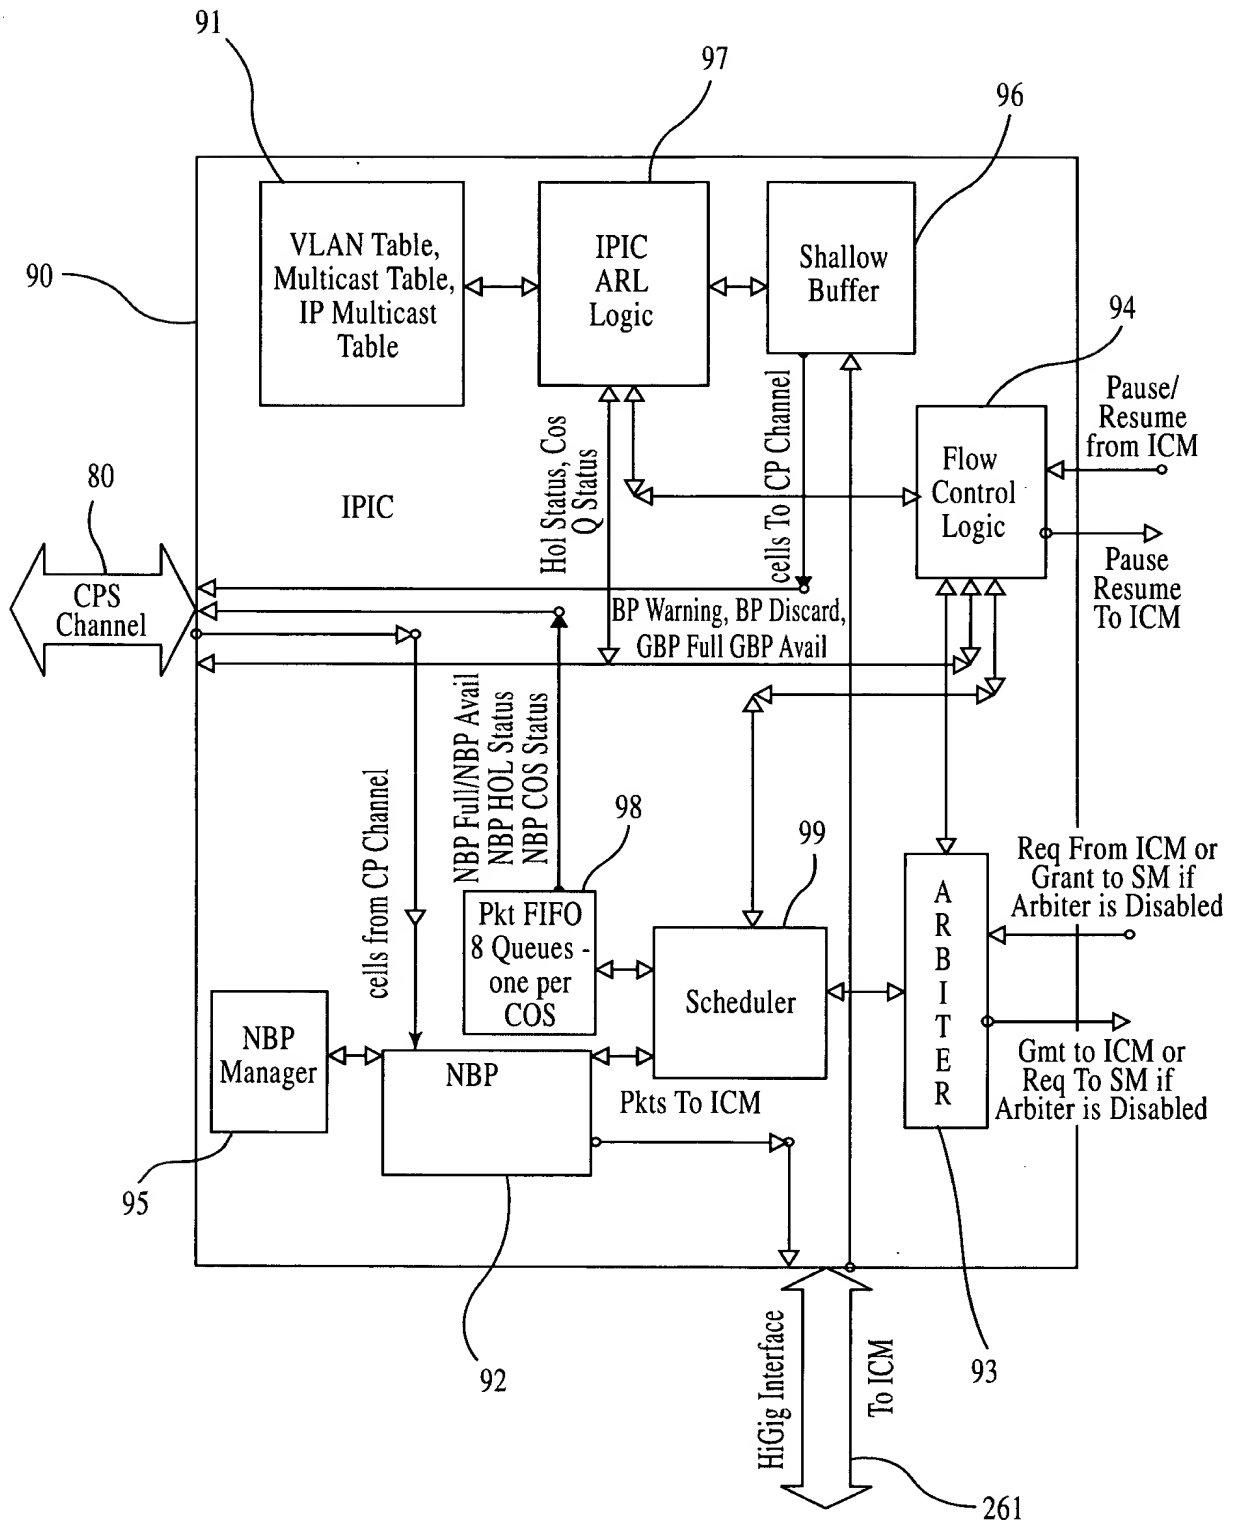 91
97
96
VLAN Table,
Multicast Table,
IP Multicast
Table
IPIC
ARL
Logic
Shallow
Buffer
90
94
Pause/
Resume
from ICM
Flow
Control
Logic
Pause
Resume
To ICM
80
CPS
Channel
IPIC
Hol Status, Cos
Q Status
cells To CP Channel
BP Warning, BP Discard,
GBP Full GBP Avail
NBP Full/NBP Avail
NBP HOL Status
NBP COS Status
cells from CP Channel
98
99
Pkt FIFO
8 Queues -
one per
COS
Scheduler
ARBITER
Req From ICM or
Grant to SM if
Arbiter is Disabled
Gmt to ICM or
Req To SM if
Arbiter is Disabled
NBP
Manager
NBP
Pkts To ICM
95
92
93
HiGig Interface
To ICM
261